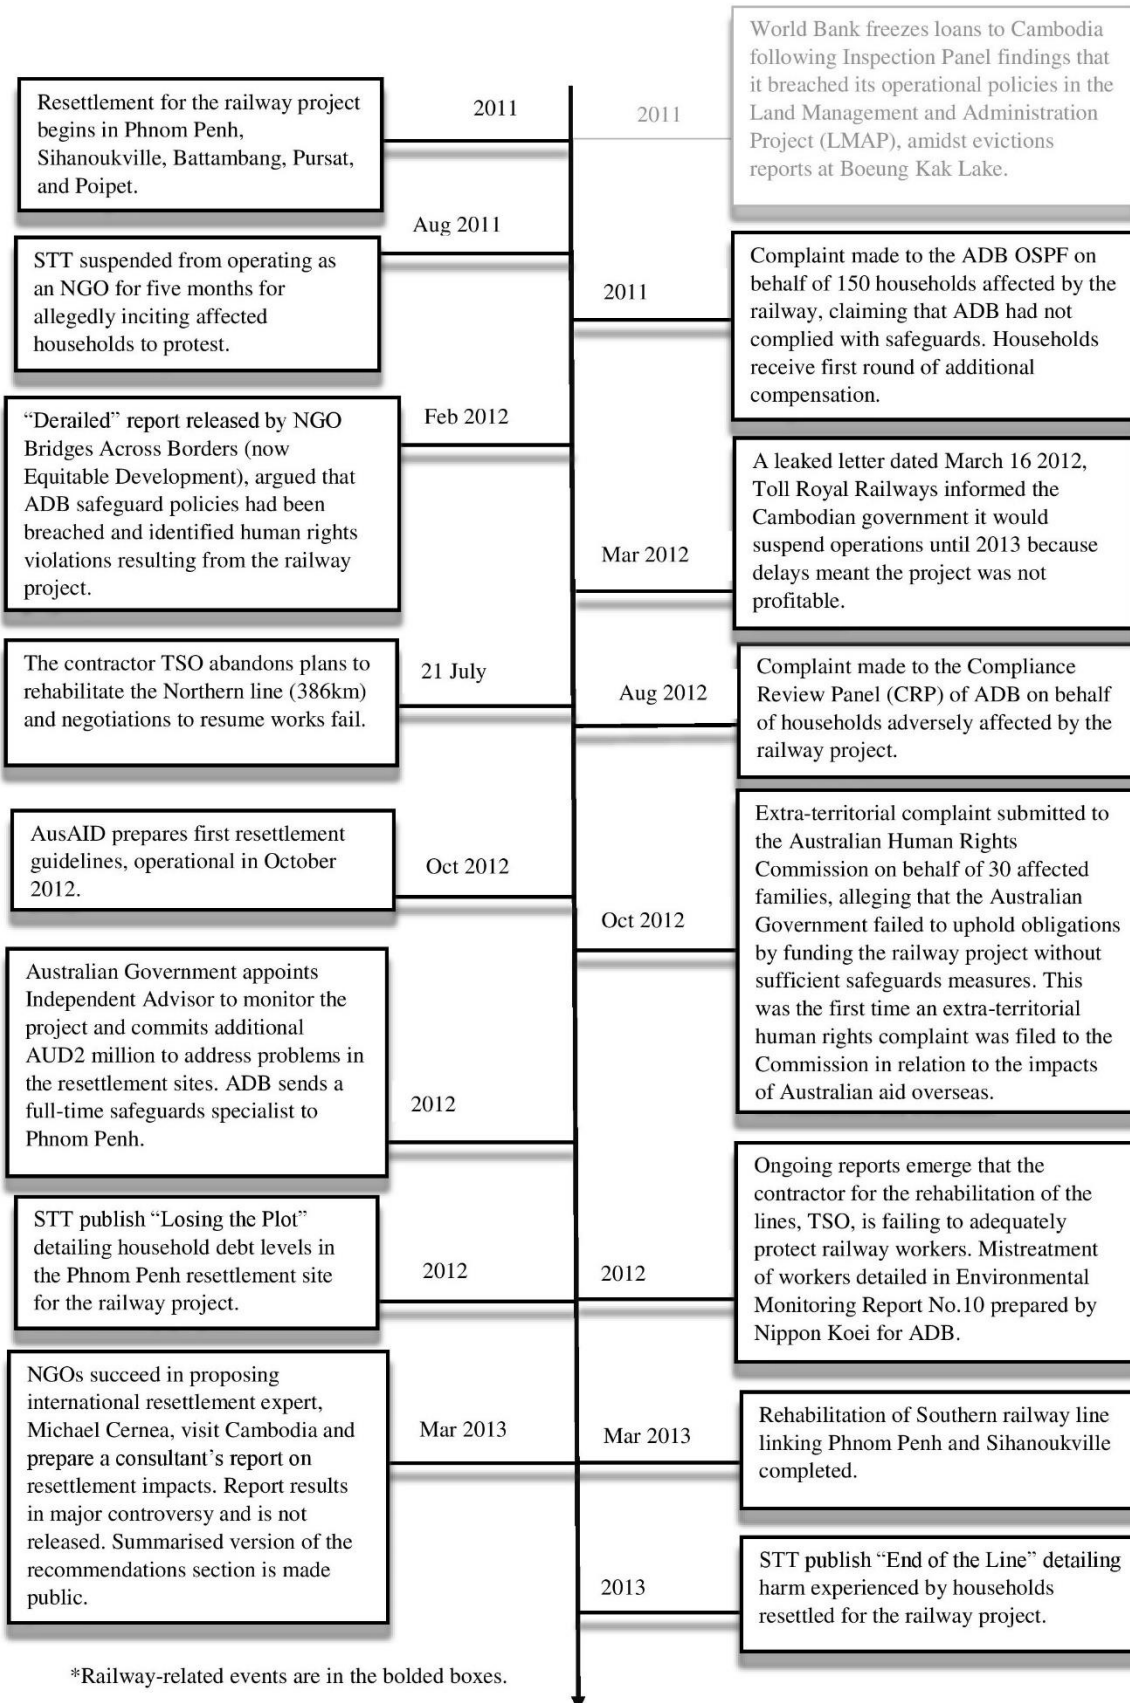 World Bank freezes loans to Cambodia
following Inspection Panel findings that
it breached its operational policies in the
Land Management and Administration
Project (LMAP), amidst evictions
reports at Boeung Kak Lake.
2011
2011
Resettlement for the railway project
begins in Phnom Penh,
Sihanoukville, Battambang, Pursat,
and Poipet.
Aug 2011
STT suspended from operating as
an NGO for five months for
allegedly inciting affected
households to protest.
2011
Complaint made to the ADB OSPF on
behalf of 150 households affected by the
railway, claiming that ADB had not
complied with safeguards. Households
receive first round of additional
compensation.
Feb 2012
“Derailed” report released by NGO
Bridges Across Borders (now
Equitable Development), argued that
ADB safeguard policies had been
breached and identified human rights
violations resulting from the railway
project.
Mar 2012
A leaked letter dated March 16 2012,
Toll Royal Railways informed the
Cambodian government it would
suspend operations until 2013 because
delays meant the project was not
profitable.
21 July
The contractor TSO abandons plans to
rehabilitate the Northern line (386km)
and negotiations to resume works fail.
Aug 2012
Complaint made to the Compliance
Review Panel (CRP) of ADB on behalf
of households adversely affected by the
railway project.
Oct 2012
AusAID prepares first resettlement
guidelines, operational in October
2012.
Oct 2012
Extra-territorial complaint submitted to
the Australian Human Rights
Commission on behalf of 30 affected
families, alleging that the Australian
Government failed to uphold obligations
by funding the railway project without
sufficient safeguards measures. This
was the first time an extra-territorial
human rights complaint was filed to the
Commission in relation to the impacts
of Australian aid overseas.
2012
Australian Government appoints
Independent Advisor to monitor the
project and commits additional
AUD2 million to address problems in
the resettlement sites. ADB sends a
full-time safeguards specialist to
Phnom Penh.
2012
STT publish “Losing the Plot”
detailing household debt levels in
the Phnom Penh resettlement site
for the railway project.
2012
Ongoing reports emerge that the
contractor for the rehabilitation of the
lines, TSO, is failing to adequately
protect railway workers. Mistreatment
of workers detailed in Environmental
Monitoring Report No.10 prepared by
Nippon Koei for ADB.
Mar 2013
NGOs succeed in proposing
international resettlement expert,
Michael Cernea, visit Cambodia and
prepare a consultant’s report on
resettlement impacts. Report results
in major controversy and is not
released. Summarised version of the
recommendations section is made
public.
Mar 2013
Rehabilitation of Southern railway line
linking Phnom Penh and Sihanoukville
completed.
2013
STT publish “End of the Line” detailing
harm experienced by households
resettled for the railway project.
*Railway-related events are in the bolded boxes.